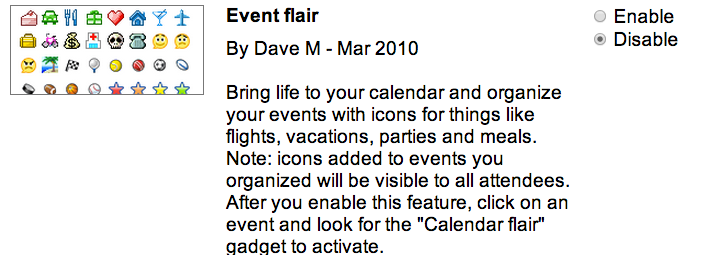 Event flair
Enable
Disable
By Dave M - Mar 2010
Bring life to your calendar and organize
your events with icons for things like
flights, vacations, parties and meals.
Note: icons added to events you
organized will be visible to all attendees.
After you enable this feature, click on an
event and look for the "Calendar flair"
gadget to activate.